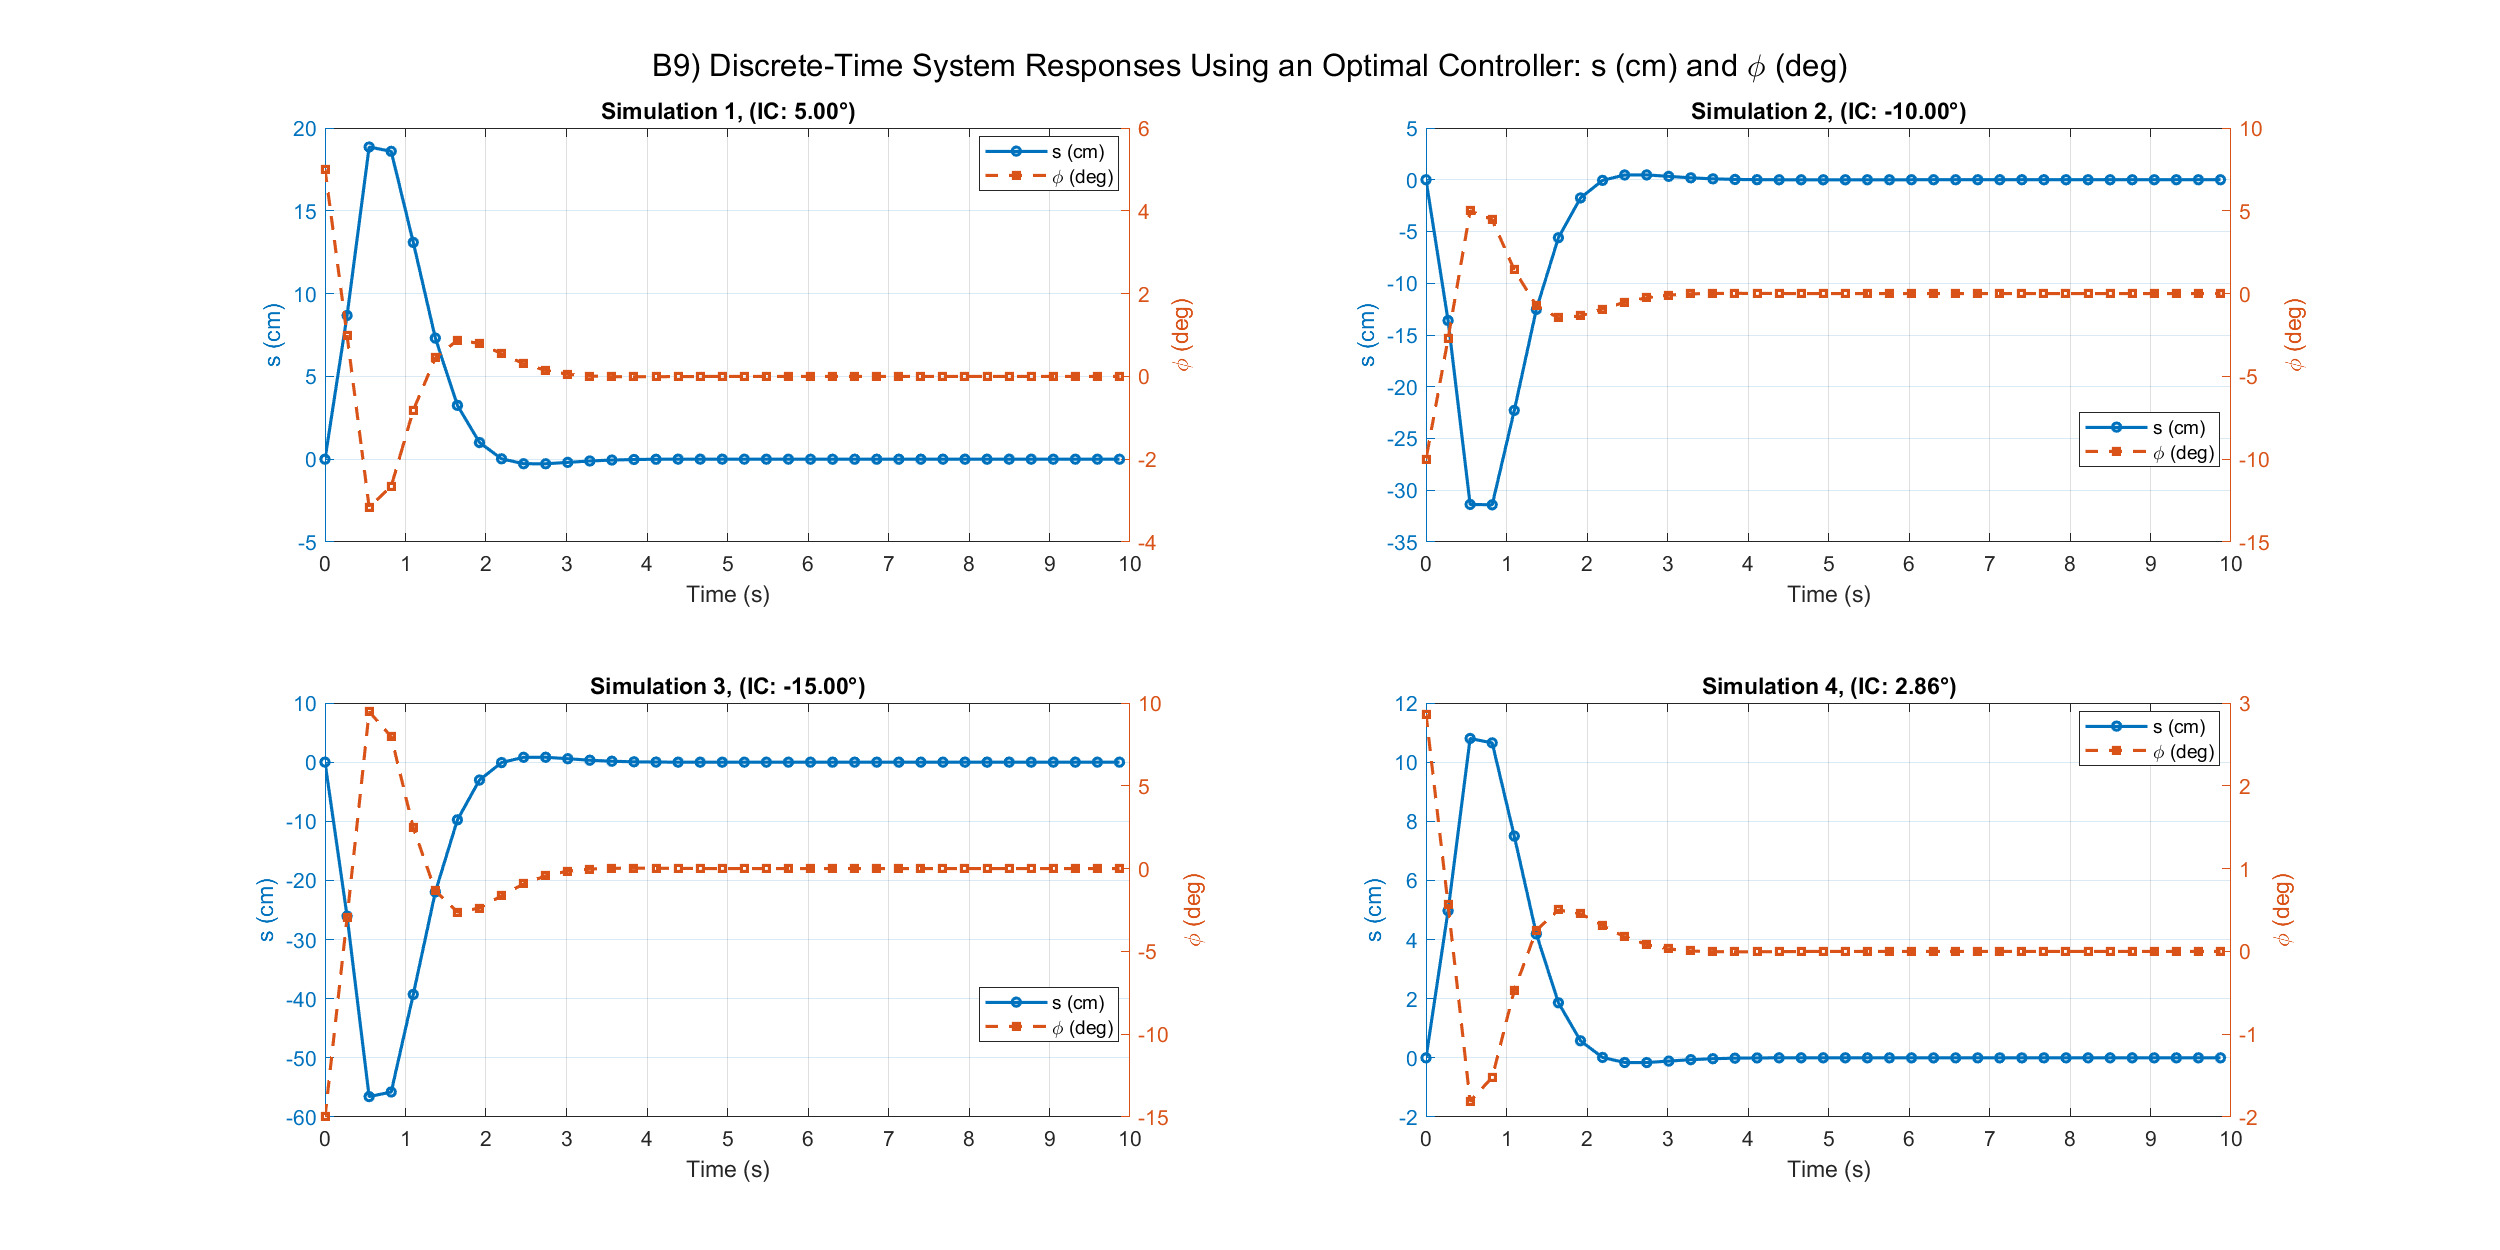 B9) Discrete-Time System Responses Using an Optimal Controller: s (cm) and ϕ (deg)
Simulation 1, (IC: 5.00°)
20
15
10
5
0
-5
s (cm)
6
4
2
0
-2
-4
ϕ (deg)
s (cm)
ϕ (deg)
0 1 2 3 4 5 6 7 8 9 10
Time (s)
Simulation 2, (IC: -10.00°)
5
0
-5
-10
-15
-20
-25
-30
-35
s (cm)
10
5
0
-5
-10
-15
ϕ (deg)
s (cm)
ϕ (deg)
0 1 2 3 4 5 6 7 8 9 10
Time (s)
Simulation 3, (IC: -15.00°)
10
0
-10
-20
-30
-40
-50
-60
s (cm)
10
5
0
-5
-10
-15
ϕ (deg)
s (cm)
ϕ (deg)
0 1 2 3 4 5 6 7 8 9 10
Time (s)
Simulation 4, (IC: 2.86°)
12
10
8
6
4
2
0
-2
s (cm)
3
2
1
0
-1
-2
ϕ (deg)
s (cm)
ϕ (deg)
0 1 2 3 4 5 6 7 8 9 10
Time (s)